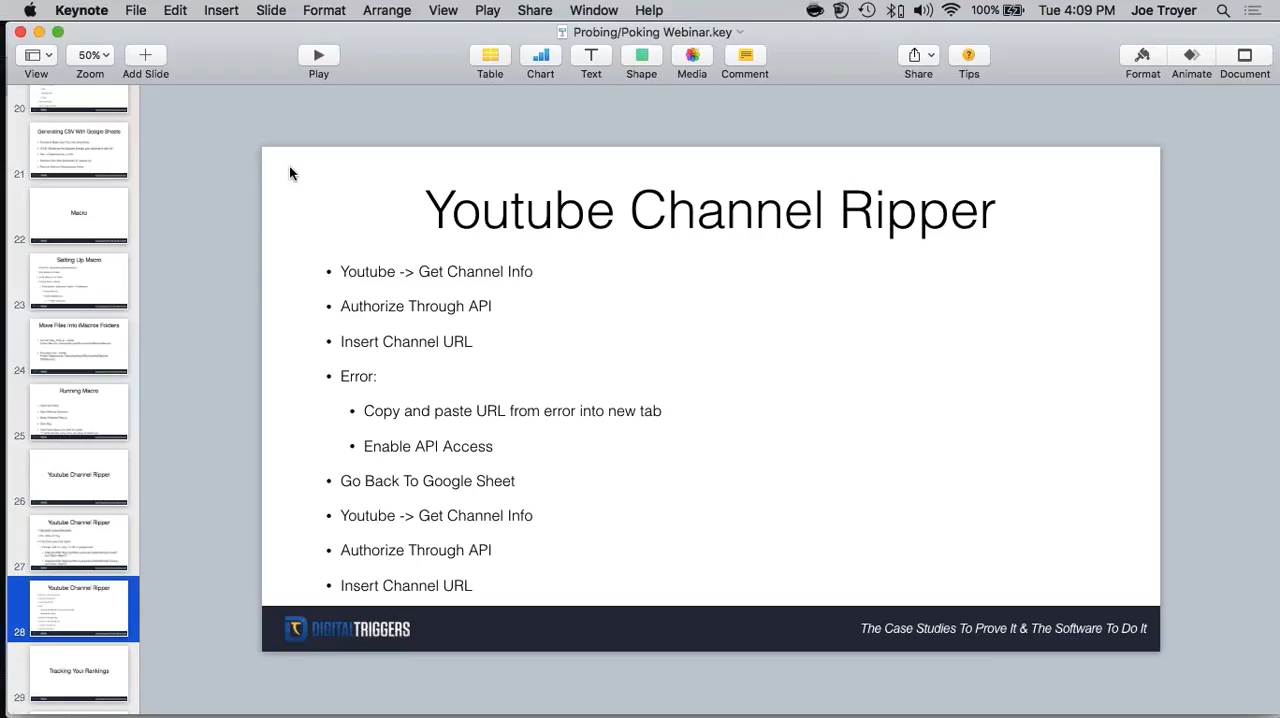 Keynote File Edit Insert Slide Format Arrange View Play Share Window Help 100% Tue 4:09 PM Joe Troyer
Probing/Poking Webinar.key
50%
View Zoom Add Slide Play Table Chart Text Shape Media Comment Share Tips Format Animate Document
20
Generating CSV With Google Sheets
21
Macro
22
Setting Up Macro
23
Move Files Into iMacros Folders
24
Running Macro
25
Youtube Channel Ripper
26
Youtube Channel Ripper
27
Youtube Channel Ripper
28
Tracking Your Rankings
29
Youtube Channel Ripper
• Youtube -> Get Channel Info
• Authorize Through API
• Insert Channel URL
• Error:
• Copy and paste URL from error into new tab
• Enable API Access
• Go Back To Google Sheet
• Youtube -> Get Channel Info
• Authorize Through API
• Insert Channel URL
DIGITALTRIGGERS
The Case Studies To Prove It & The Software To Do It